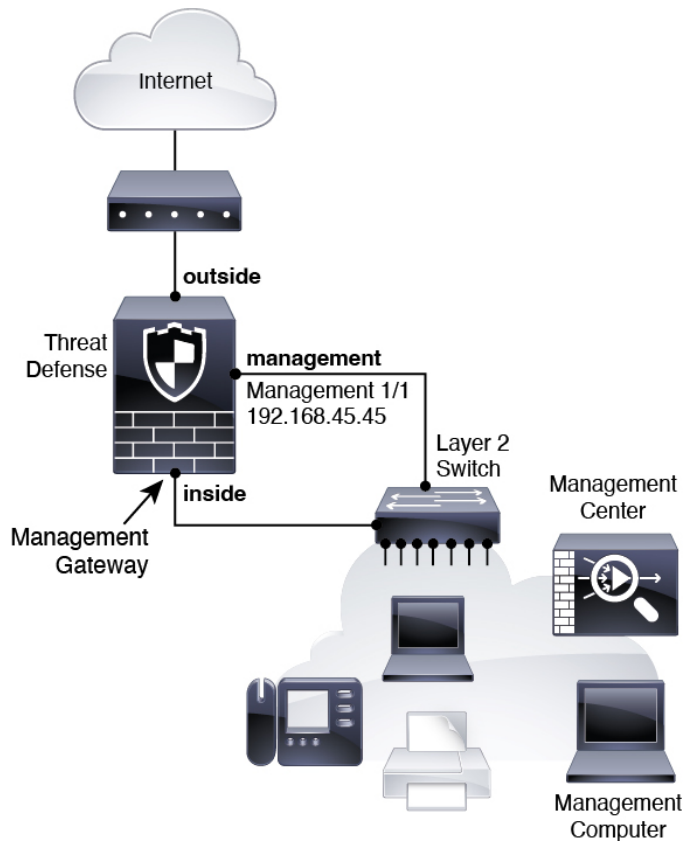 Internet
outside
Threat
Defense
management
Management 1/1
192.168.45.45
Layer 2
Switch
Management
Center
inside
Management
Gateway
Management
Computer